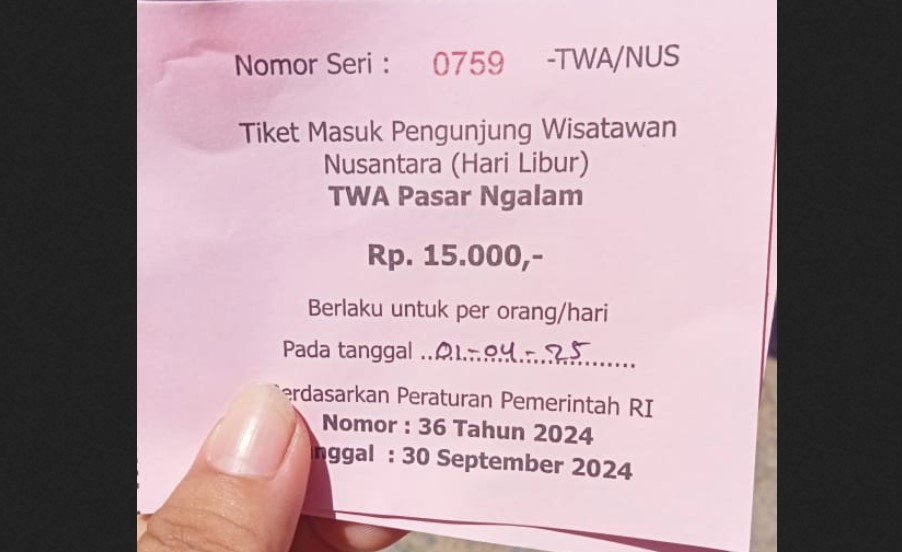 Nomor Seri : 0759 -TWA/NUS
Tiket Masuk Pengunjung Wisatawan
Nusantara (Hari Libur)
TWA Pasar Ngalam
Rp. 15.000,-
Berlaku untuk per orang/hari
Pada tanggal ..01-04-25..........
erdasarkan Peraturan Pemerintah RI
Nomor : 36 Tahun 2024
nggal : 30 September 2024